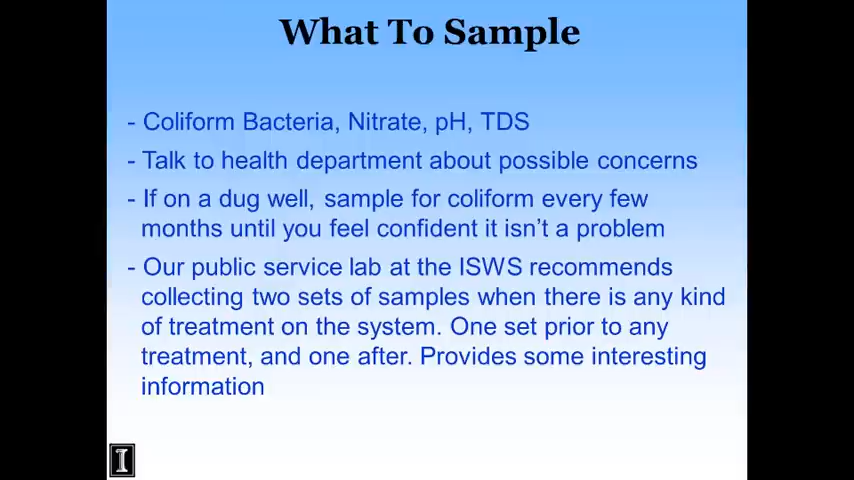 What To Sample
- Coliform Bacteria, Nitrate, pH, TDS
- Talk to health department about possible concerns
- If on a dug well, sample for coliform every few
months until you feel confident it isn’t a problem
- Our public service lab at the ISWS recommends
collecting two sets of samples when there is any kind
of treatment on the system. One set prior to any
treatment, and one after. Provides some interesting
information
I